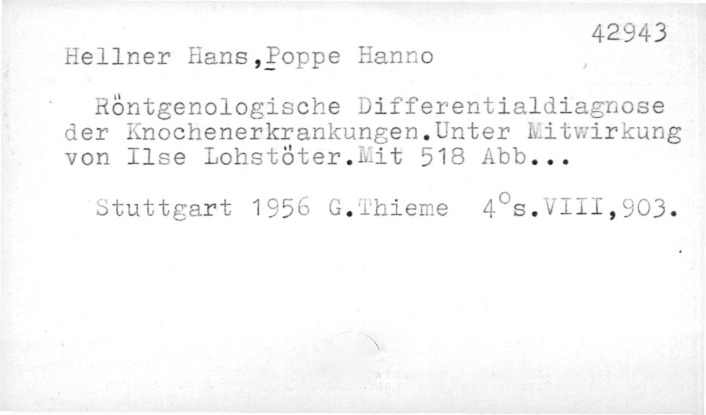 42943
Hellner Hans,Poppe Hanno
Röntgenologische Differentialdiagnose
der Knochenerkrankungen.Unter Mitwirkung
von Ilse Lohstöter.Mit 518 Abb...
Stuttgart 1956 G.Thieme 4°s.VIII,903.